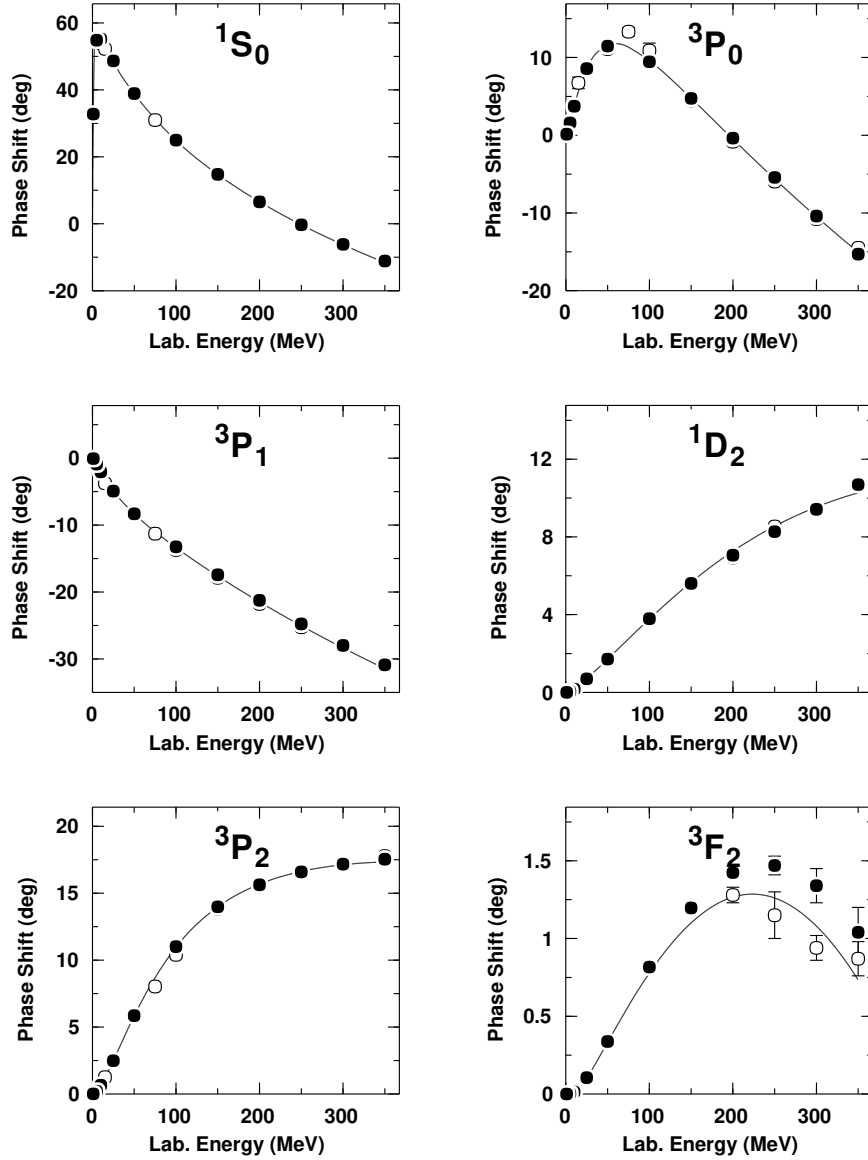 ¹S₀
Phase Shift (deg)
60
40
20
0
-20
0 100 200 300
Lab. Energy (MeV)
³P₀
Phase Shift (deg)
10
0
-10
-20
0 100 200 300
Lab. Energy (MeV)
³P₁
Phase Shift (deg)
0
-10
-20
-30
0 100 200 300
Lab. Energy (MeV)
¹D₂
Phase Shift (deg)
12
8
4
0
0 100 200 300
Lab. Energy (MeV)
³P₂
Phase Shift (deg)
20
15
10
5
0
0 100 200 300
Lab. Energy (MeV)
³F₂
Phase Shift (deg)
1.5
1
0.5
0
0 100 200 300
Lab. Energy (MeV)